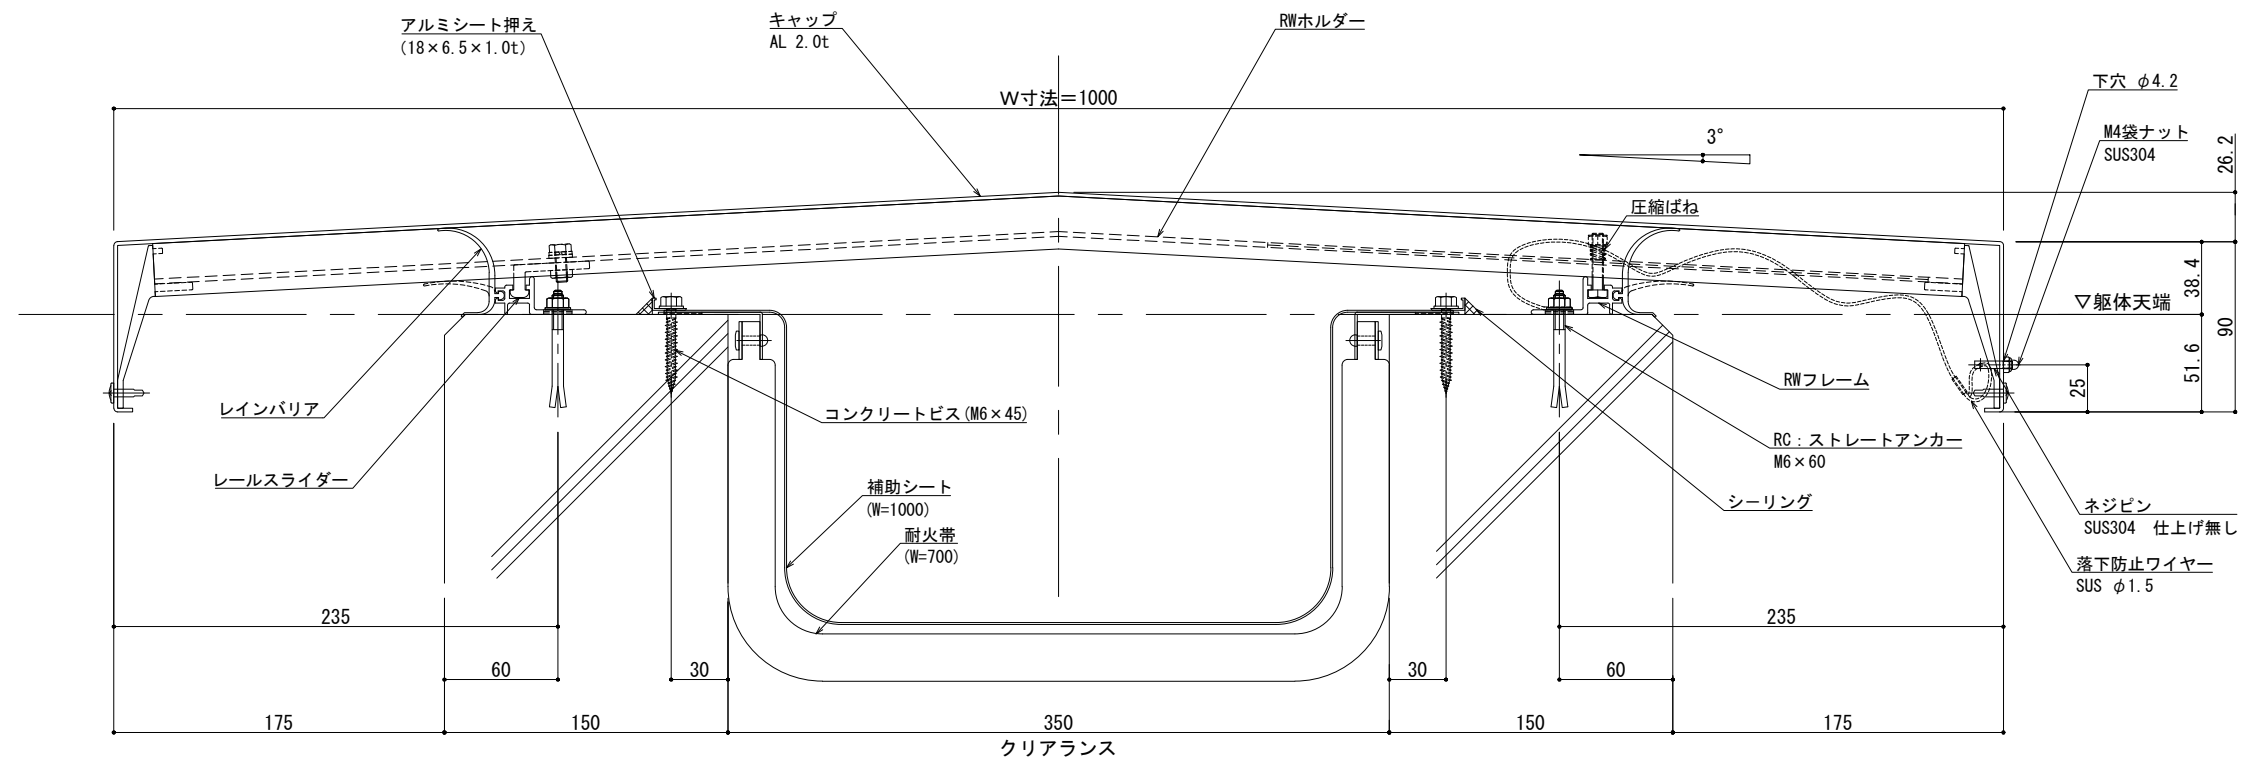 アルミシート押え
(18×6.5×1.0t)
キャップ
AL 2.0t
RWホルダー
下穴 φ4.2
W寸法=1000
M4袋ナット
SUS304
3°
26.2
圧縮ばね
38.4
▽躯体天端
90
51.6
25
RWフレーム
レインバリア
コンクリートビス(M6×45)
RC：ストレートアンカー
M6×60
レールスライダー
補助シート
(W=1000)
シーリング
ネジピン
SUS304 仕上げ無し
耐火帯
(W=700)
落下防止ワイヤー
SUS φ1.5
235
235
60
30
30
60
175
150
350
150
175
クリアランス